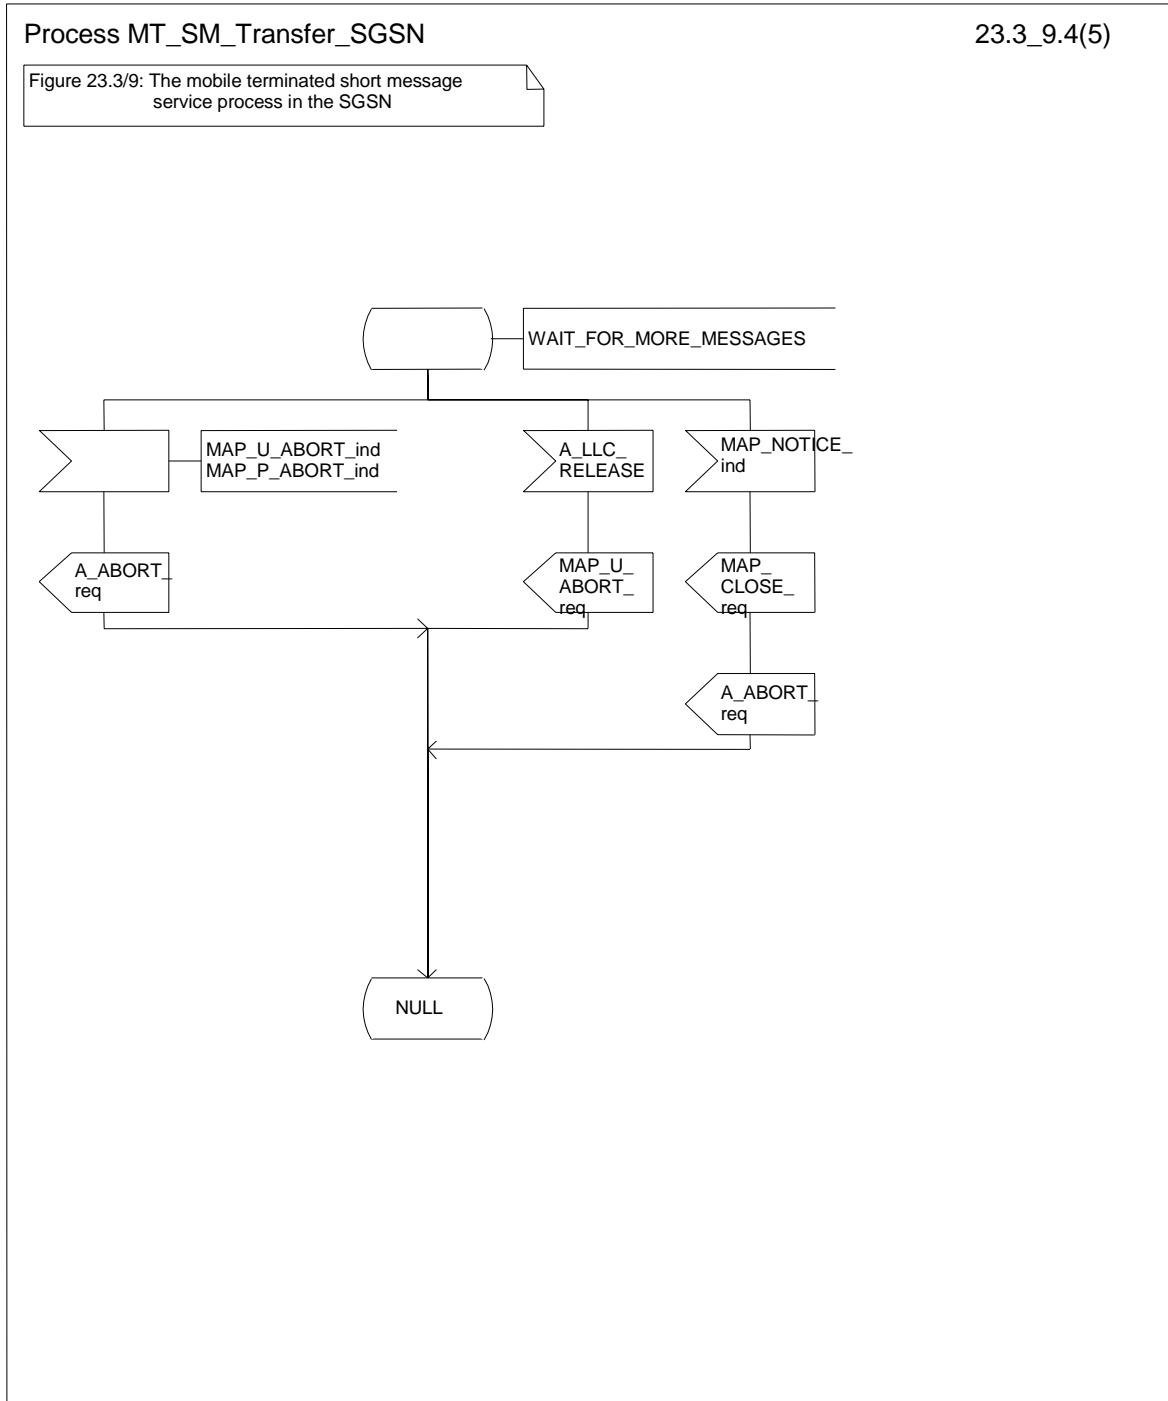 Process MT_SM_Transfer_SGSN
23.3_9.4(5)
Figure 23.3/9: The mobile terminated short message
service process in the SGSN
WAIT_FOR_MORE_MESSAGES
MAP_U_ABORT_ind
MAP_P_ABORT_ind
A_LLC_
RELEASE
MAP_NOTICE_
ind
A_ABORT_
req
MAP_U_
ABORT_
req
MAP_
CLOSE_
req
A_ABORT_
req
NULL